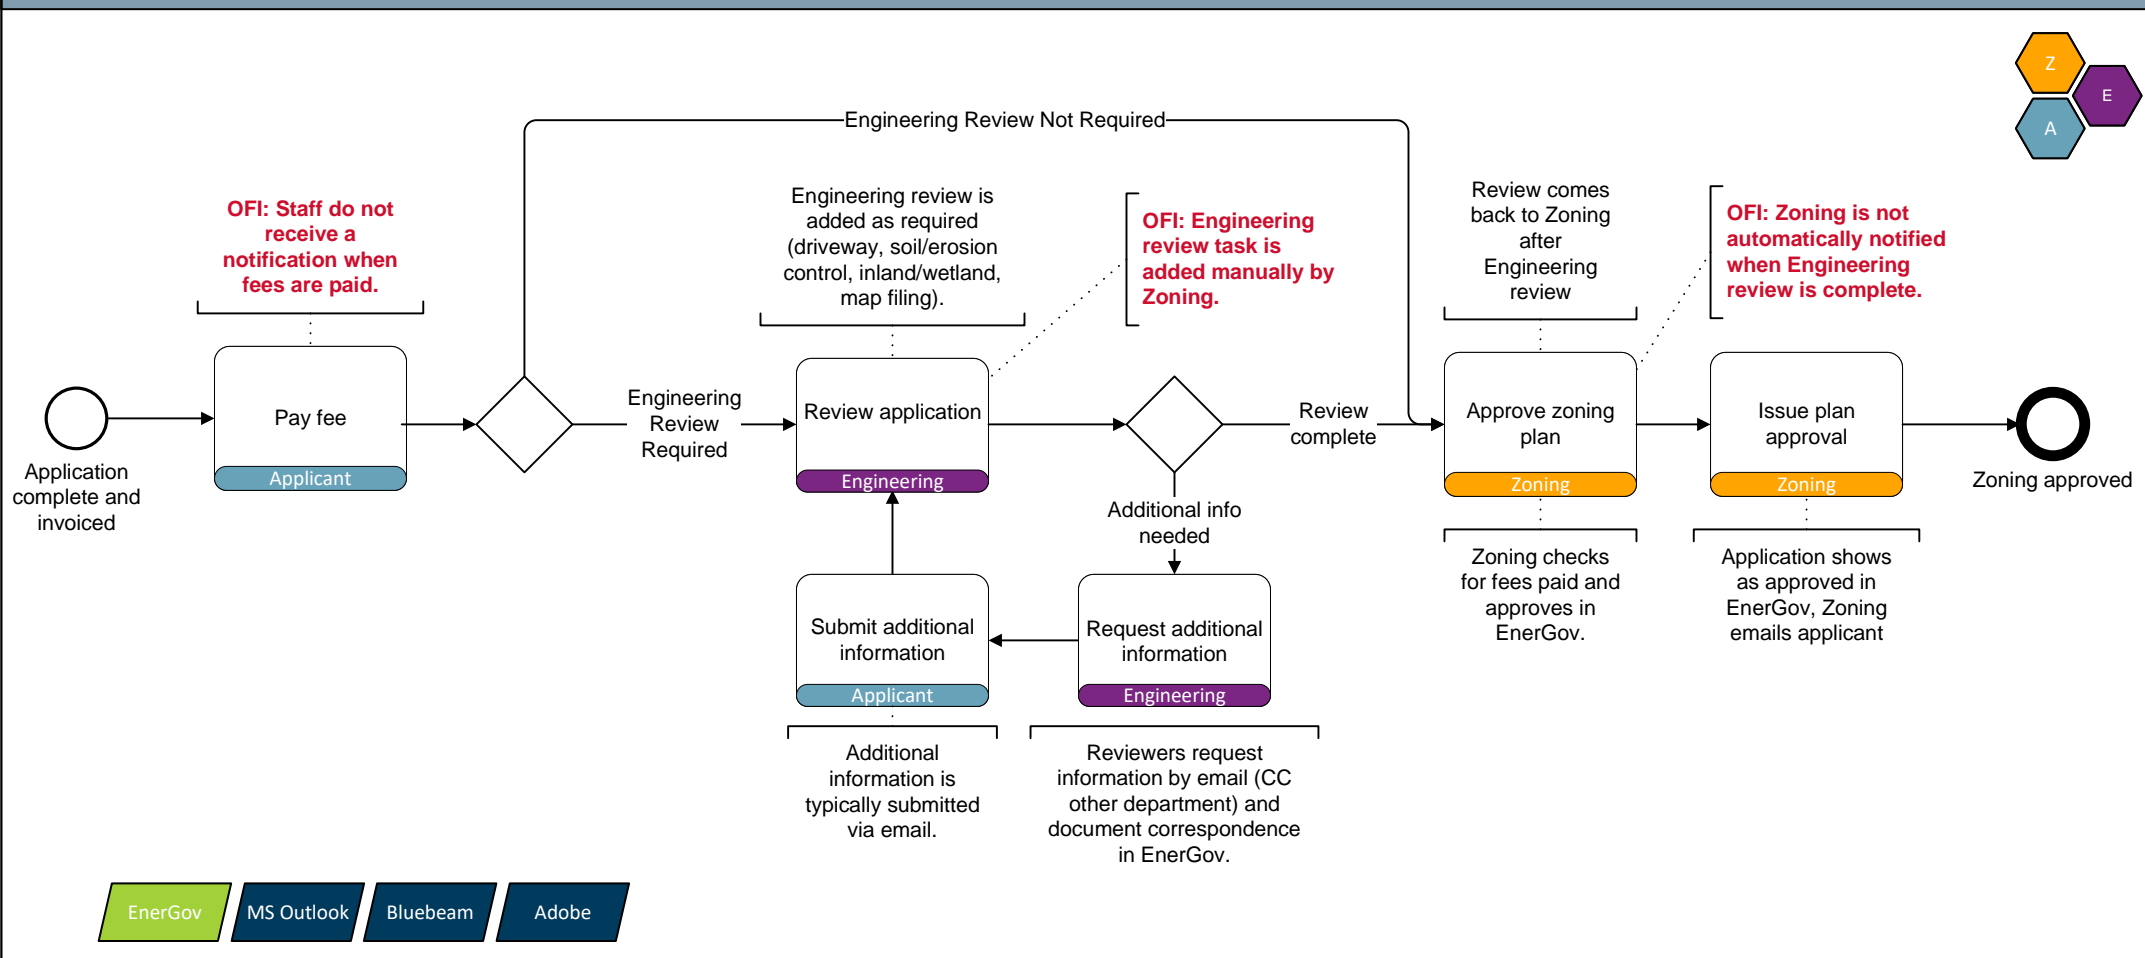 Z
E
A
Engineering Review Not Required
OFI: Staff do not
receive a
notification when
fees are paid.
Engineering review is
added as required
(driveway, soil/erosion
control, inland/wetland,
map filing).
OFI: Engineering
review task is
added manually by
Zoning.
Review comes
back to Zoning
after
Engineering
review
OFI: Zoning is not
automatically notified
when Engineering
review is complete.
Application
complete and
invoiced
Pay fee
Applicant
Engineering
Review
Required
Review application
Engineering
Review
complete
Additional info
needed
Approve zoning
plan
Zoning
Issue plan
approval
Zoning
Zoning approved
Zoning checks
for fees paid and
approves in
EnerGov.
Application shows
as approved in
EnerGov, Zoning
emails applicant
Submit additional
information
Applicant
Request additional
information
Engineering
Additional
information is
typically submitted
via email.
Reviewers request
information by email (CC
other department) and
document correspondence
in EnerGov.
EnerGov
MS Outlook
Bluebeam
Adobe